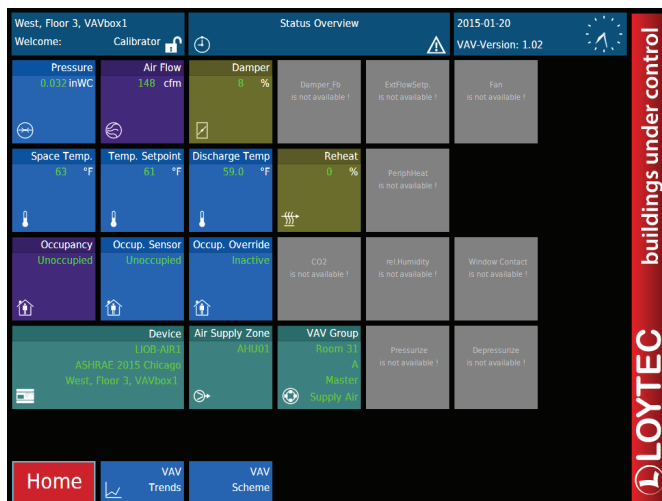 West, Floor 3, VAVbox1
Welcome: Calibrator
Status Overview
2015-01-20
VAV-Version: 1.02
Pressure
0.032 inWC
Air Flow
148 cfm
Damper
8 %
Damper_Fb
is not available !
ExtFlowSetp.
is not available !
Fan
is not available !
Space Temp.
63 °F
Temp. Setpoint
61 °F
Discharge Temp
59.0 °F
Reheat
0 %
PeriphHeat
is not available !
Occupancy
Unoccupied
Occup. Sensor
Unoccupied
Occup. Override
Inactive
CO2
is not available !
rel.Humidity
is not available !
Window Contact
is not available !
Device
LIOB-AIR1
ASHRAE 2015 Chicago
West, Floor 3, VAVbox1
Air Supply Zone
AHU01
VAV Group
Room 31
A
Master
Supply Air
Pressurize
is not available !
Depressurize
is not available !
Home
VAV
Trends
VAV
Scheme
LOYTEC
buildings under control